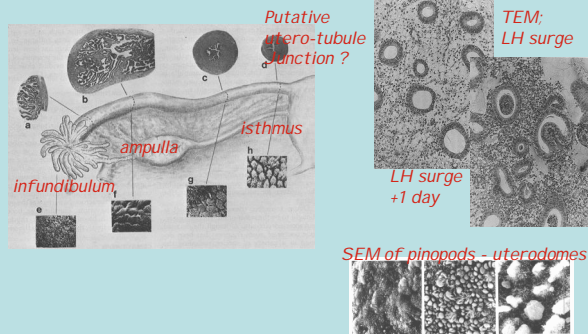 Putative
utero-tubule
Junction ?
TEM;
LH surge
a
b
c
d
infundibulum
ampulla
isthmus
e
f
g
h
LH surge
+1 day
SEM of pinopods - uterodomes